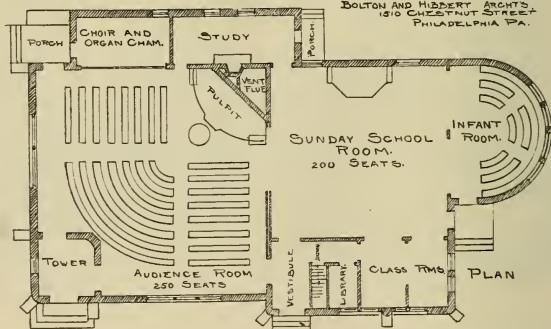 BOLTON AND HIBBERT ARCHTS
1510 CHESTNUT STREET
PHILADELPHIA PA.
PORCH
CHOIR AND
ORGAN CHAM.
STUDY
PORCH
VENT
FLUE
PULPIT
SUNDAY SCHOOL
ROOM.
200 SEATS.
INFANT
ROOM.
TOWER
AUDIENCE ROOM
250 SEATS
VESTIBULE
DOWN
LIBRARY
CLASS RMS.
PLAN